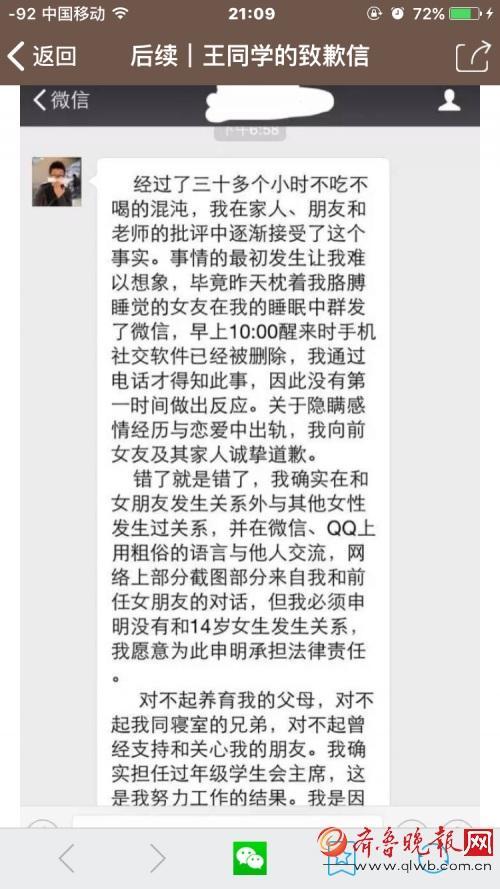 -92 中国移动 21:09 72%
返回 后续｜王同学的致歉信
微信
下午6:58
经过了三十多个小时不吃不
喝的混沌，我在家人、朋友和
老师的批评中逐渐接受了这个
事实。事情的最初发生让我难
以想象，毕竟昨天枕着我胳膊
睡觉的女友在我的睡眠中群发
了微信，早上10:00醒来时手机
社交软件已经被删除，我通过
电话才得知此事，因此没有第
一时间做出反应。关于隐瞒感
情经历与恋爱中出轨，我向前
女友及其家人诚挚道歉。
错了就是错了，我确实在和
女朋友发生关系外与其他女性
发生过关系，并在微信、QQ上
用粗俗的语言与他人交流，网
络上部分截图部分来自我和前
任女朋友的对话，但我必须申
明没有和14岁女生发生关系，
我愿意为此申明承担法律责任
。
对不起养育我的父母，对不
起我同寝室的兄弟，对不起曾
经支持和关心我的朋友。我确
实担任过年级学生会主席，这
是我努力工作的结果。我是因
齐鲁晚报网
www.qlwb.com.cn